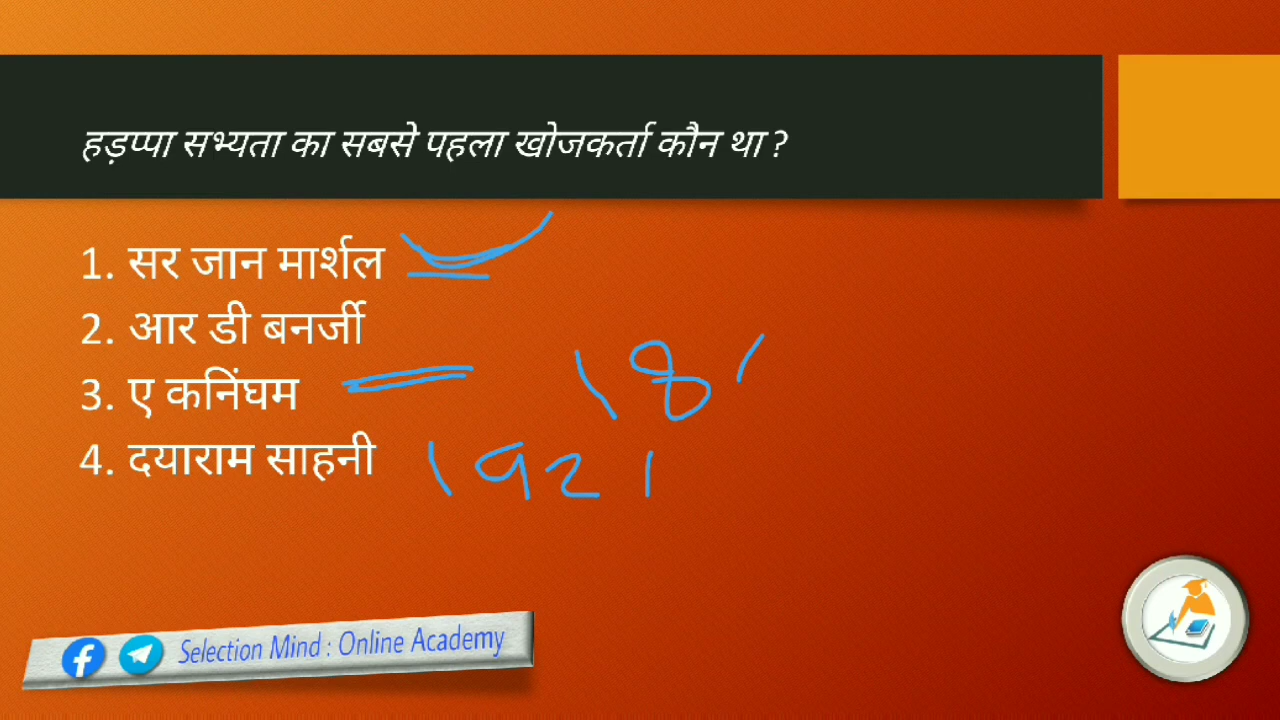 हड़प्पा सभ्यता का सबसे पहला खोजकर्ता कौन था ?
1. सर जान मार्शल
2. आर डी बनर्जी
3. ए कनिंघम
4. दयाराम साहनी
18
1921
Selection Mind : Online Academy